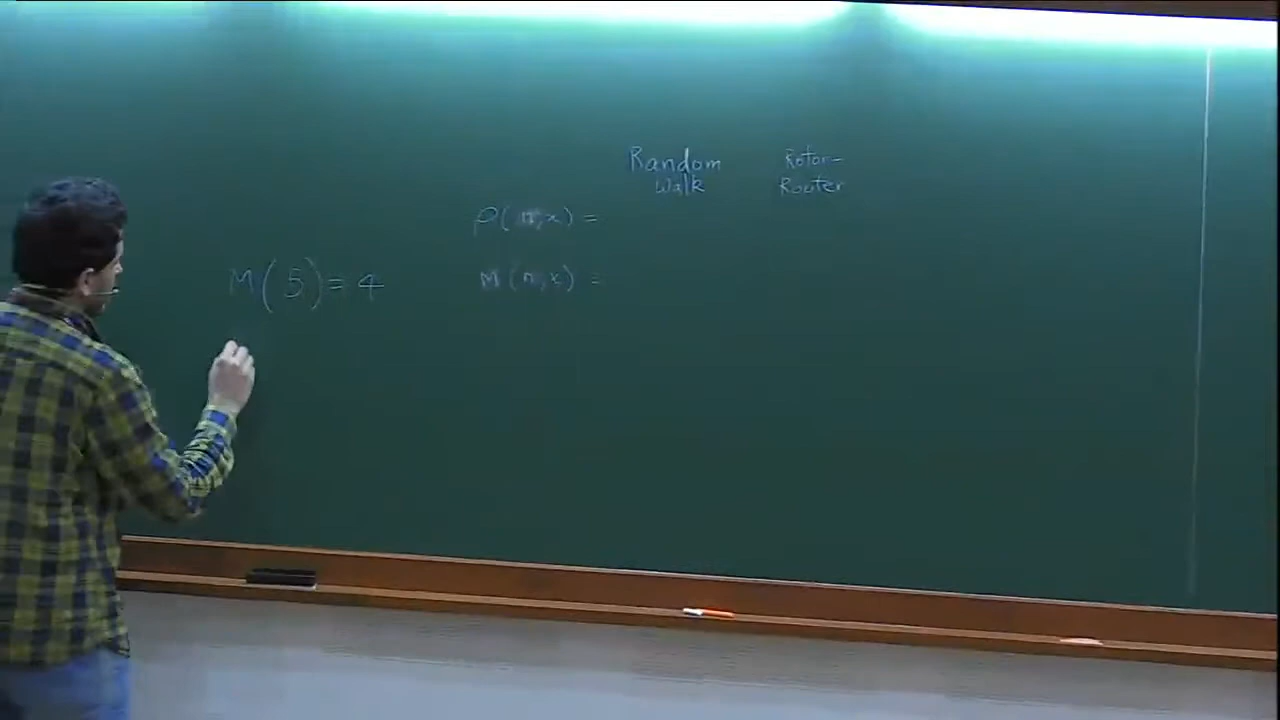 Random Rotor-
Walk Router
P(n,x) =
M(5) = 4
M(n,x) =